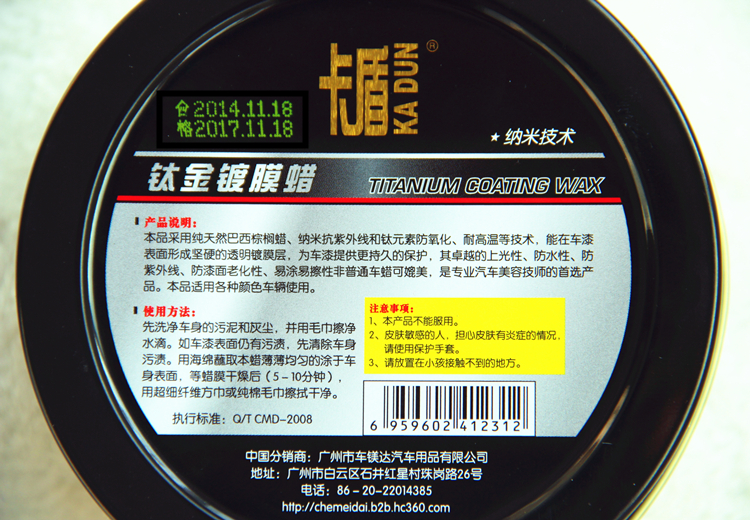 卡盾®
KA DUN
合2014.11.18
格2017.11.18
★纳米技术
钛金镀膜蜡
TITANIUM COATING WAX
产品说明：
本品采用纯天然巴西棕榈蜡、纳米抗紫外线和钛元素防氧化、耐高温等技术，能在车漆
表面形成坚硬的透明镀膜层，为车漆提供更持久的保护，其卓越的上光性、防水性、防
紫外线、防漆面老化性、易涂易擦性非普通车蜡可媲美，是专业汽车美容技师的首选产
品。本品适用各种颜色车辆使用。
使用方法：
先洗净车身的污泥和灰尘，并用毛巾擦净
水滴。如车漆表面仍有污渍，先清除车身
污渍。用海绵蘸取本蜡薄薄均匀的涂于车
身表面，等蜡膜干燥后（5-10分钟），
用超细纤维方巾或纯棉毛巾擦拭干净。
执行标准：Q/T CMD-2008
注意事项：
1、本产品不能服用。
2、皮肤敏感的人，担心皮肤有炎症的情况，
请使用保护手套。
3、请放置在小孩接触不到的地方。
6 959602 412312
中国分销商：广州市车镁达汽车用品有限公司
地址：广州市白云区石井红星村珠岗路26号
电话：86-20-22014385
http://chemeidai.b2b.hc360.com